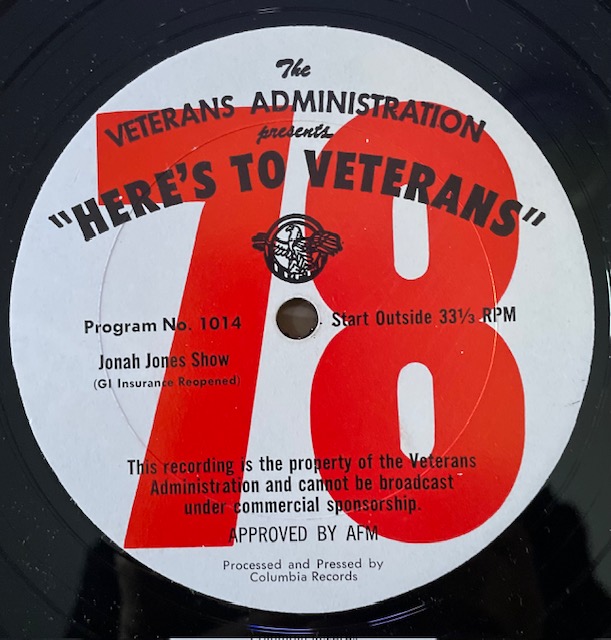 The
VETERANS ADMINISTRATION
presents
"HERE'S TO VETERANS"
78
Program No. 1014
Start Outside 33⅓ RPM
Jonah Jones Show
(GI Insurance Reopened)
This recording is the property of the Veterans
Administration and cannot be broadcast
under commercial sponsorship.
APPROVED BY AFM
Processed and Pressed by
Columbia Records